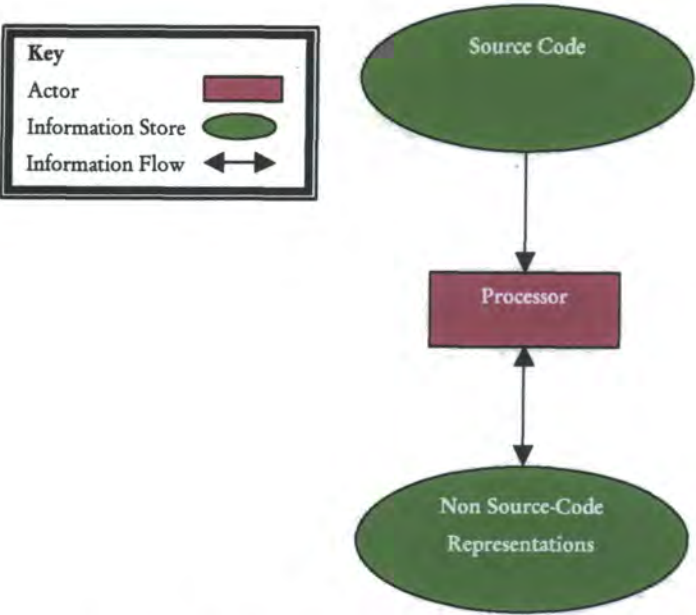 Key
Actor
Information Store
Information Flow
Source Code
Processor
Non Source-Code
Representations